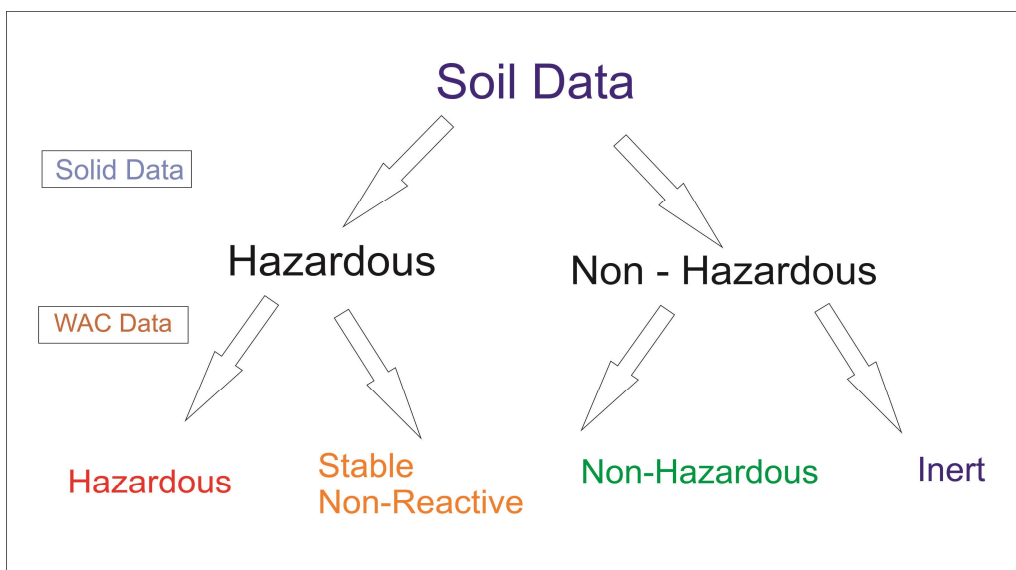 Soil Data
Solid Data
Hazardous
Non - Hazardous
WAC Data
Hazardous
Stable
Non-Reactive
Non-Hazardous
Inert